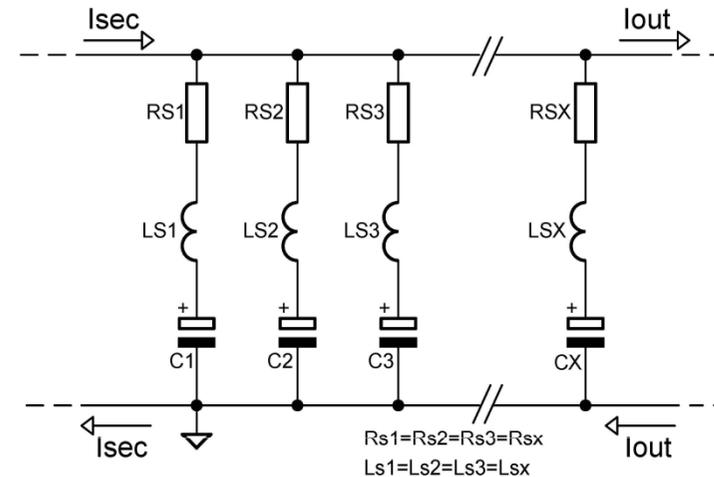 Isec Iout
RS1 RS2 RS3 RSX
LS1 LS2 LS3 LSX
+ + + +
C1 C2 C3 CX
Isec Iout
Rs1=Rs2=Rs3=Rsx
Ls1=Ls2=Ls3=Lsx